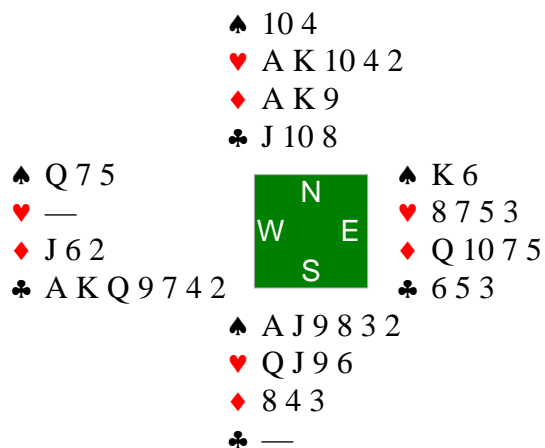 ♠ 10 4
♥ A K 10 4 2
♦ A K 9
♣ J 10 8
♠ Q 7 5
♥ —
♦ J 6 2
♣ A K Q 9 7 4 2
N
W E
S
♠ K 6
♥ 8 7 5 3
♦ Q 10 7 5
♣ 6 5 3
♠ A J 9 8 3 2
♥ Q J 9 6
♦ 8 4 3
♣ —